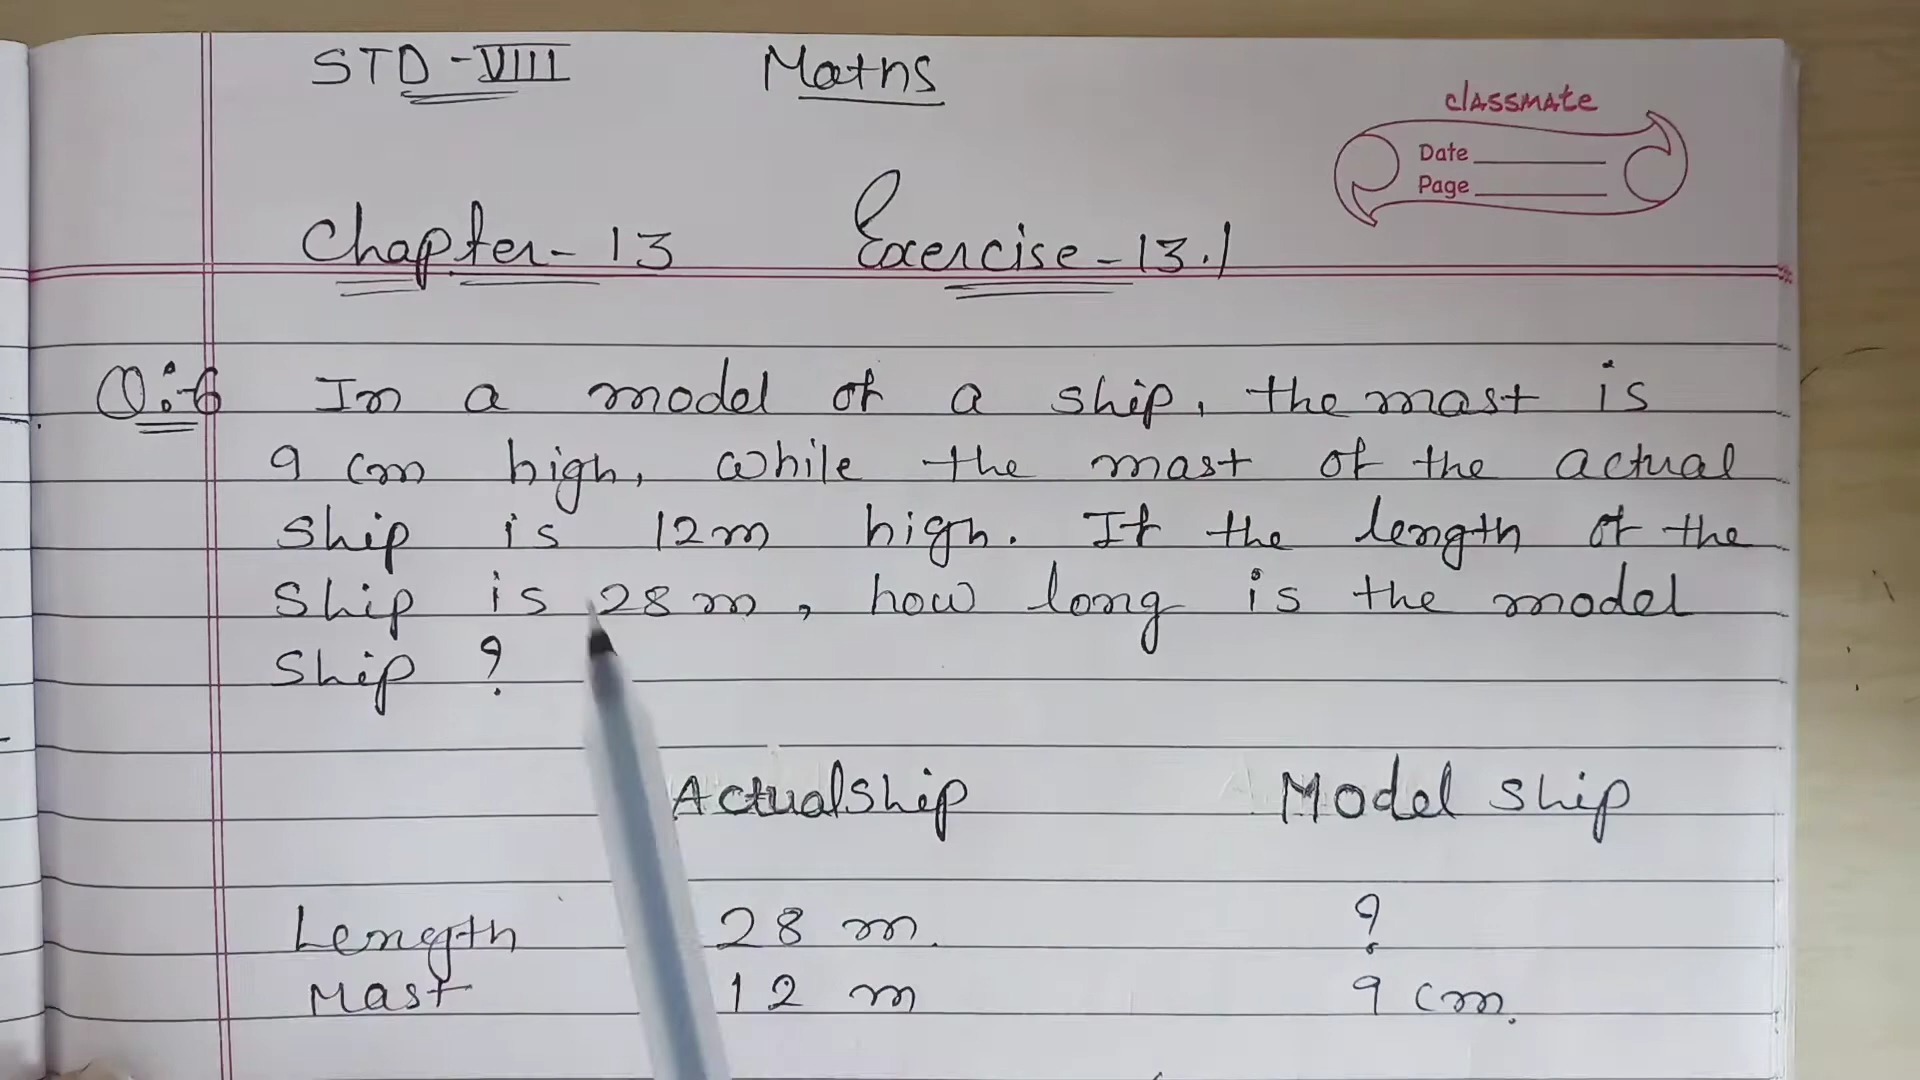 STD - VIII Maths
classmate
Date
Page
Chapter - 13 Exercise - 13.1
Q:6 In a model of a ship, the mast is
9 cm high, while the mast of the actual
ship is 12m high. If the length of the
ship is 28 m, how long is the model
ship ?
Actual ship Model ship
Length 28 m. ?
Mast 12 m 9 cm.